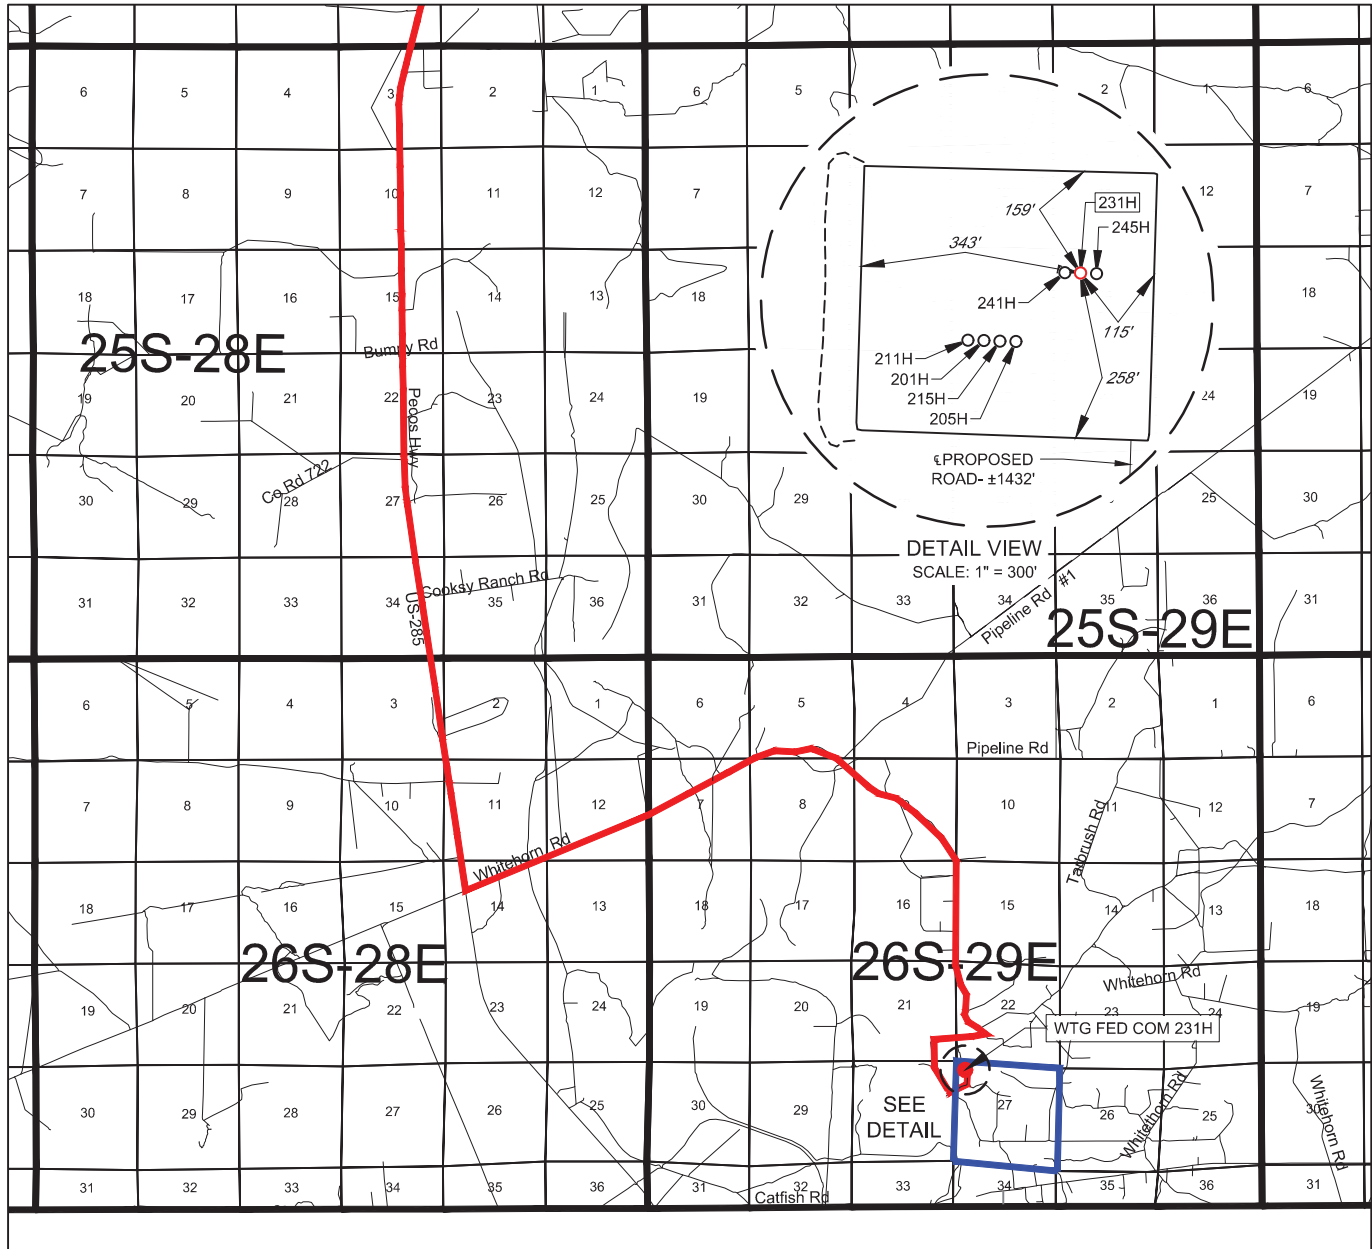 6 5 4 3 2 1 6 5 2 1 6
7 8 9 10 11 12 7 12 7
159'
231H
245H
343'
18 17 16 15 14 13 18 18
241H
115'
25S-28E
Bumpy Rd
211H
201H
215H
205H
258'
19 20 21 22 23 24 19 24 19
Pecos Hwy
℄PROPOSED
ROAD- ±1432'
Co Rd 722
30 29 28 27 26 25 30 29 25 30
DETAIL VIEW
SCALE: 1" = 300'
Cooksy Ranch Rd
US-285
Pipeline Rd #1
31 32 33 34 35 36 31 32 33 34 35 36 31
25S-29E
6 5 4 3 2 1 6 5 4 3 2 1 6
Pipeline Rd
7 8 9 10 11 12 7 8 9 10 11 12 7
Whitehorn Rd
Tarbrush Rd
18 17 16 15 14 13 18 17 16 15 14 13 18
26S-28E
26S-29E
Whitehorn Rd
19 20 21 22 23 24 19 20 21 22 23 24 19
WTG FED COM 231H
SEE
DETAIL
30 29 28 27 26 25 30 29 27 26 25 30
Whitethorn Rd
Whitehorn Rd
31 32 33 34 35 36 31 32 33 34 35 36 31
Catfish Rd